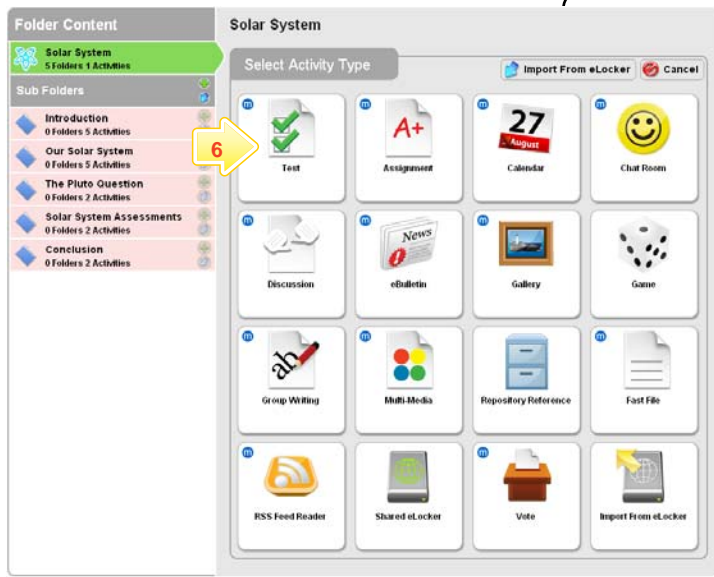 Folder Content
Solar System
5 Folders 1 Activities
Sub Folders
Introduction
0 Folders 5 Activities
Our Solar System
0 Folders 5 Activities
The Pluto Question
0 Folders 2 Activities
Solar System Assessments
0 Folders 2 Activities
Conclusion
0 Folders 2 Activities
6
Solar System
Select Activity Type
Import From eLocker
Cancel
m
m
A+
m
27
August
m
Test
Assignment
Calendar
Chat Room
m
m
News
m
Discussion
eBulletin
Gallery
Game
m
ab
m
m
Group Writing
Multi-Media
Repository Reference
Fast File
m
m
RSS Feed Reader
Shared eLocker
Vote
Import From eLocker